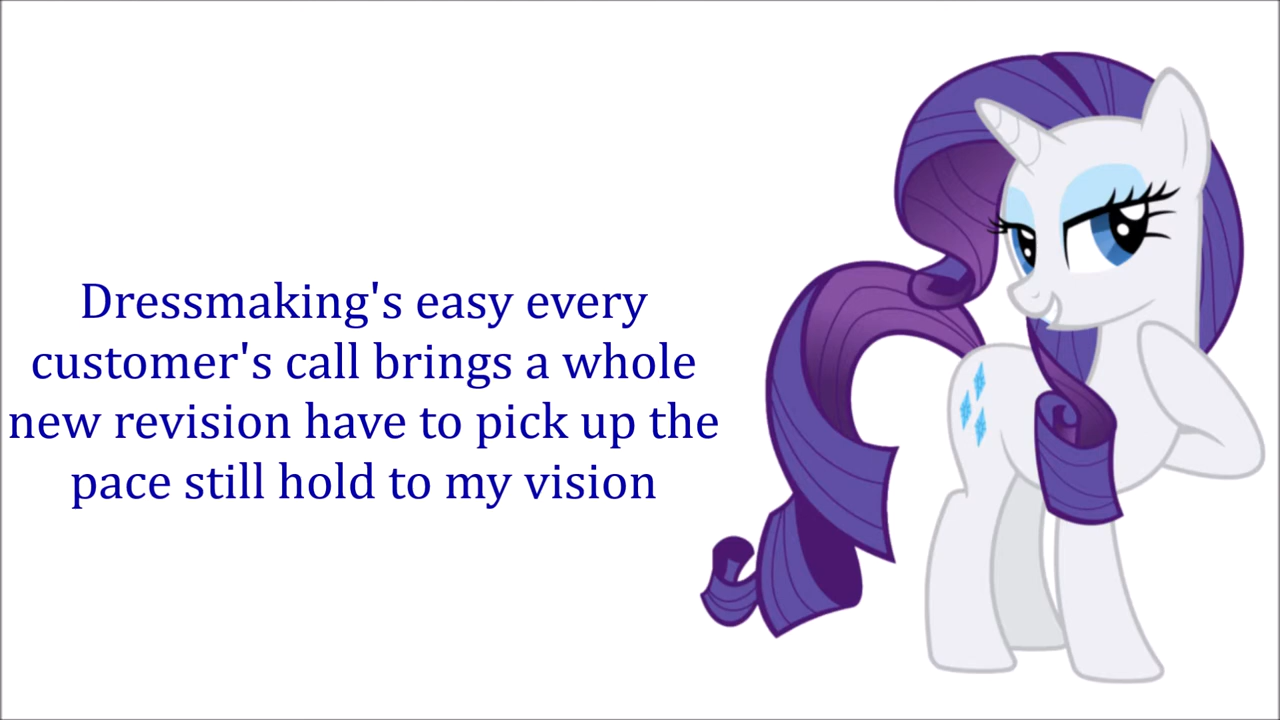 Dressmaking's easy every
customer's call brings a whole
new revision have to pick up the
pace still hold to my vision